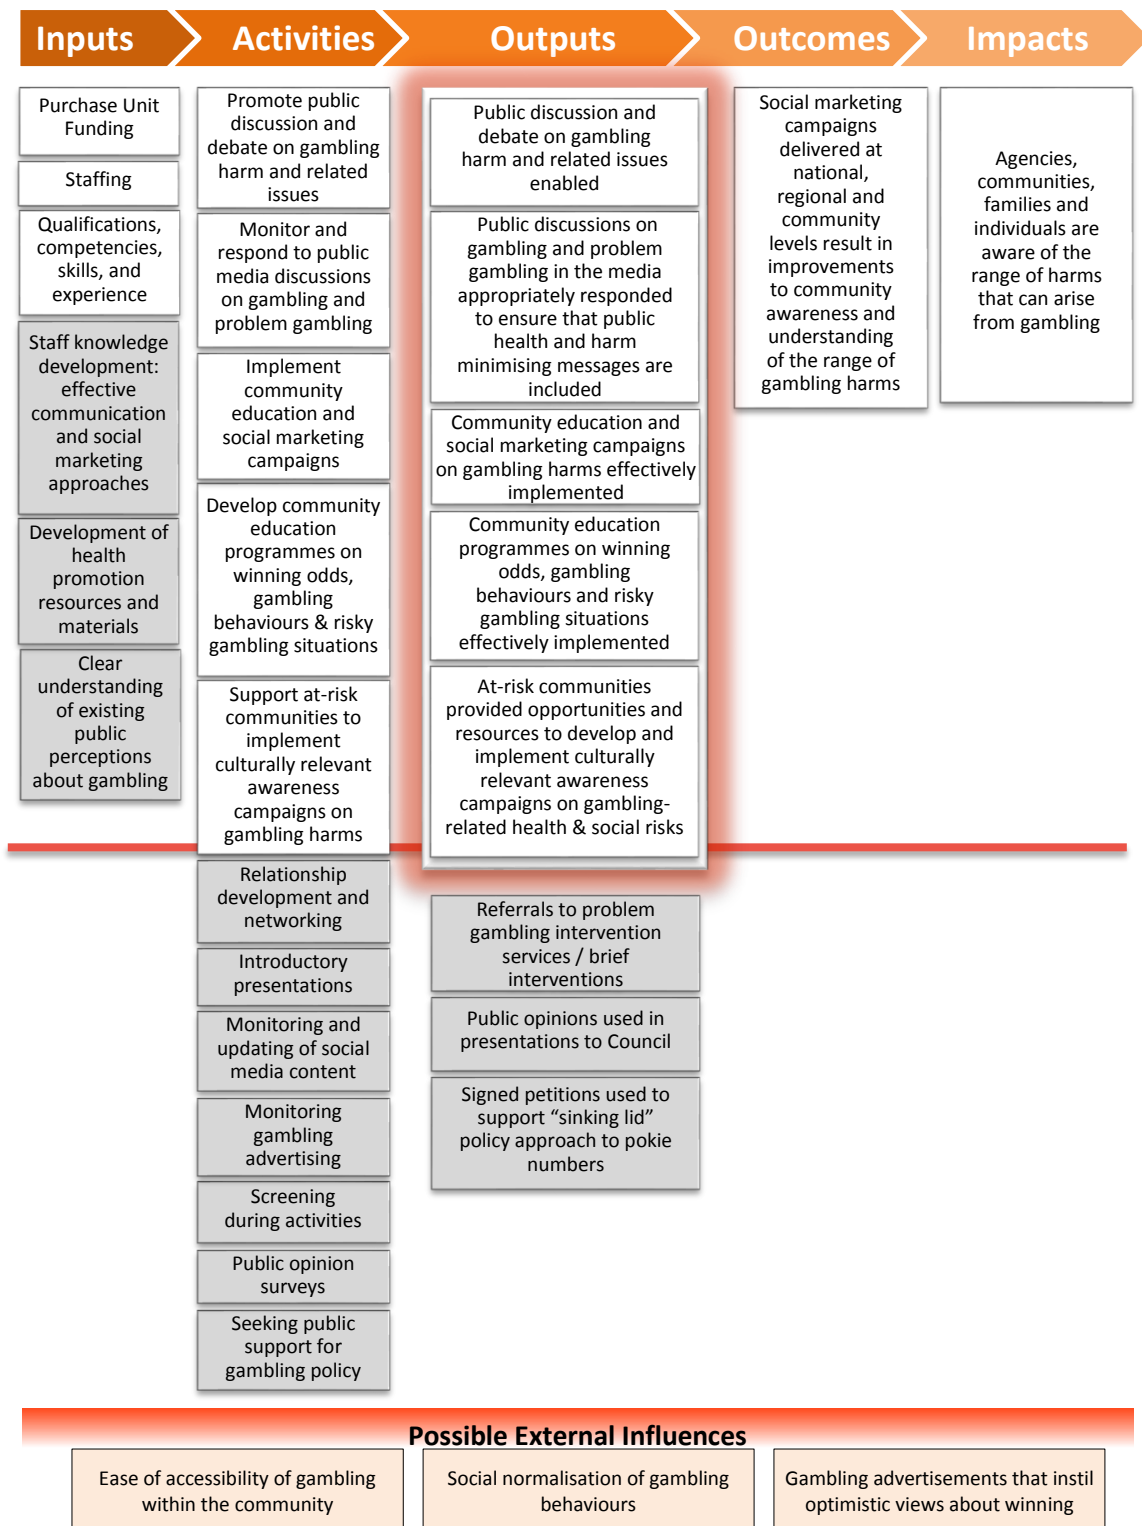 Inputs
Activities
Outputs
Outcomes
Impacts
Purchase Unit
Funding
Staffing
Qualifications,
competencies,
skills, and
experience
Staff knowledge
development:
effective
communication
and social
marketing
approaches
Development of
health
promotion
resources and
materials
Clear
understanding
of existing
public
perceptions
about gambling
Promote public
discussion and
debate on gambling
harm and related
issues
Monitor and
respond to public
media discussions
on gambling and
problem gambling
Implement
community
education and
social marketing
campaigns
Develop community
education
programmes on
winning odds,
gambling
behaviours & risky
gambling situations
Support at-risk
communities to
implement
culturally relevant
awareness
campaigns on
gambling harms
Relationship
development and
networking
Introductory
presentations
Monitoring and
updating of social
media content
Monitoring
gambling
advertising
Screening
during activities
Public opinion
surveys
Seeking public
support for
gambling policy
Public discussion and
debate on gambling
harm and related issues
enabled
Public discussions on
gambling and problem
gambling in the media
appropriately responded
to ensure that public
health and harm
minimising messages are
included
Community education and
social marketing campaigns
on gambling harms effectively
implemented
Community education
programmes on winning
odds, gambling
behaviours and risky
gambling situations
effectively implemented
At-risk communities
provided opportunities and
resources to develop and
implement culturally
relevant awareness
campaigns on gambling-
related health & social risks
Referrals to problem
gambling intervention
services / brief
interventions
Public opinions used in
presentations to Council
Signed petitions used to
support “sinking lid”
policy approach to pokie
numbers
Social marketing
campaigns
delivered at
national,
regional and
community
levels result in
improvements
to community
awareness and
understanding
of the range of
gambling harms
Agencies,
communities,
families and
individuals are
aware of the
range of harms
that can arise
from gambling
Possible External Influences
Ease of accessibility of gambling
within the community
Social normalisation of gambling
behaviours
Gambling advertisements that instil
optimistic views about winning